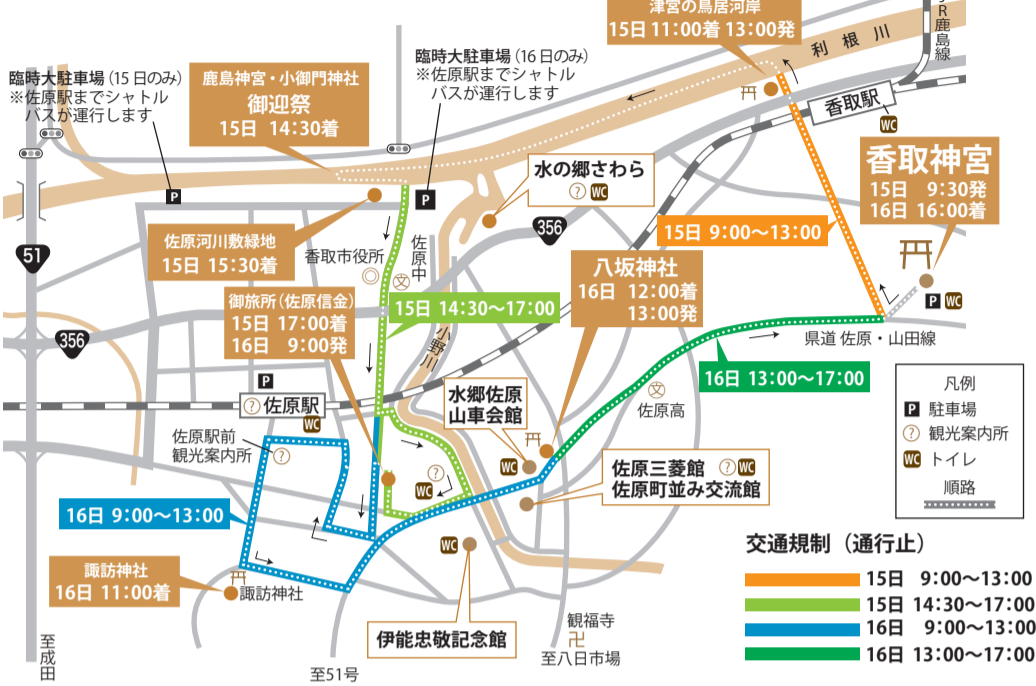 津宮の鳥居河岸
15日 11:00着 13:00発
利根川
JR鹿島線
臨時大駐車場（15日のみ）
※佐原駅までシャトル
バスが運行します
鹿島神宮・小御門神社
御迎祭
15日 14:30着
臨時大駐車場（16日のみ）
※佐原駅までシャトル
バスが運行します
香取駅
WC
香取神宮
15日 9:30発
16日 16:00着
P WC
水の郷さわら
? WC
P
P
356
15日 9:00〜13:00
51
佐原河川敷緑地
15日 15:30着
香取市役所
佐原中
文
八坂神社
16日 12:00着
13:00発
御旅所（佐原信金）
15日 17:00着
16日 9:00発
15日 14:30〜17:00
小野川
356
県道 佐原・山田線
16日 13:00〜17:00
P
? 佐原駅
WC
水郷佐原
山車会館
WC
文
佐原高
凡例
P 駐車場
? 観光案内所
WC トイレ
順路
佐原駅前
観光案内所
?
?
WC
佐原三菱館 ? WC
佐原町並み交流館
16日 9:00〜13:00
WC
諏訪神社
16日 11:00着
諏訪神社
伊能忠敬記念館
観福寺
卍
至八日市場
至成田
至51号
交通規制（通行止）
15日 9:00〜13:00
15日 14:30〜17:00
16日 9:00〜13:00
16日 13:00〜17:00